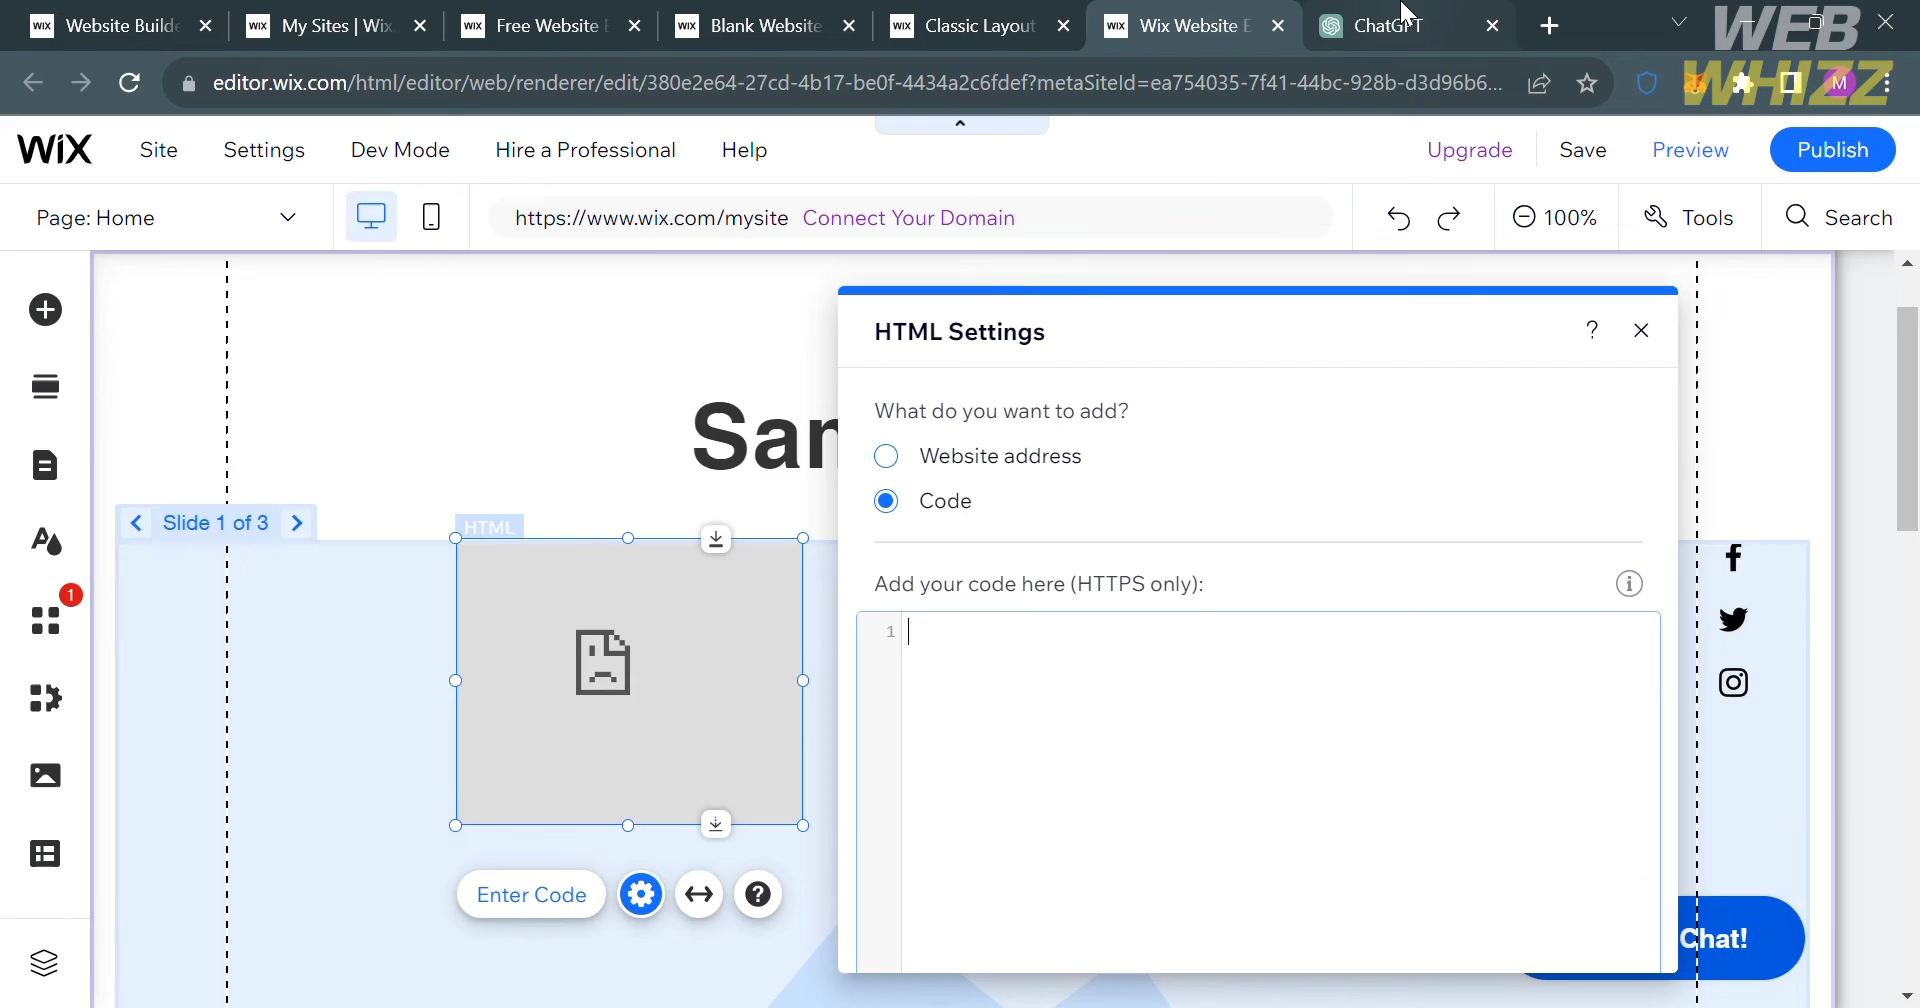 Website Builde
My Sites | Wix.
Free Website
Blank Website
Classic Layout
Wix Website E
ChatGPT
WEB
WHIZZ
editor.wix.com/html/editor/web/renderer/edit/380e2e64-27cd-4b17-be0f-4434a2c6fdef?metaSiteId=ea754035-7f41-44bc-928b-d3d96b6...
M
WIX
Site
Settings
Dev Mode
Hire a Professional
Help
Upgrade
Save
Preview
Publish
Page: Home
https://www.wix.com/mysite Connect Your Domain
100%
Tools
Search
HTML Settings
?
What do you want to add?
Website address
Code
San
Slide 1 of 3
HTML
Add your code here (HTTPS only):
1
1
Enter Code
?
Chat!